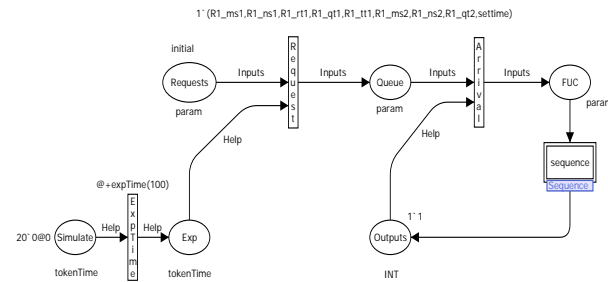 1`(R1_ms1,R1_ns1,R1_rt1,R1_qt1,R1_tt1,R1_ms2,R1_ns2,R1_qt2,settime)
initial
Requests
param
Inputs
Request
Inputs
Queue
param
Inputs
Arrival
Inputs
FUC
param
Help
Help
sequence
Sequence
@+expTime(100)
20`0@0
Simulate
tokenTime
Help
ExpTime
Help
Exp
tokenTime
1`1
Outputs
INT